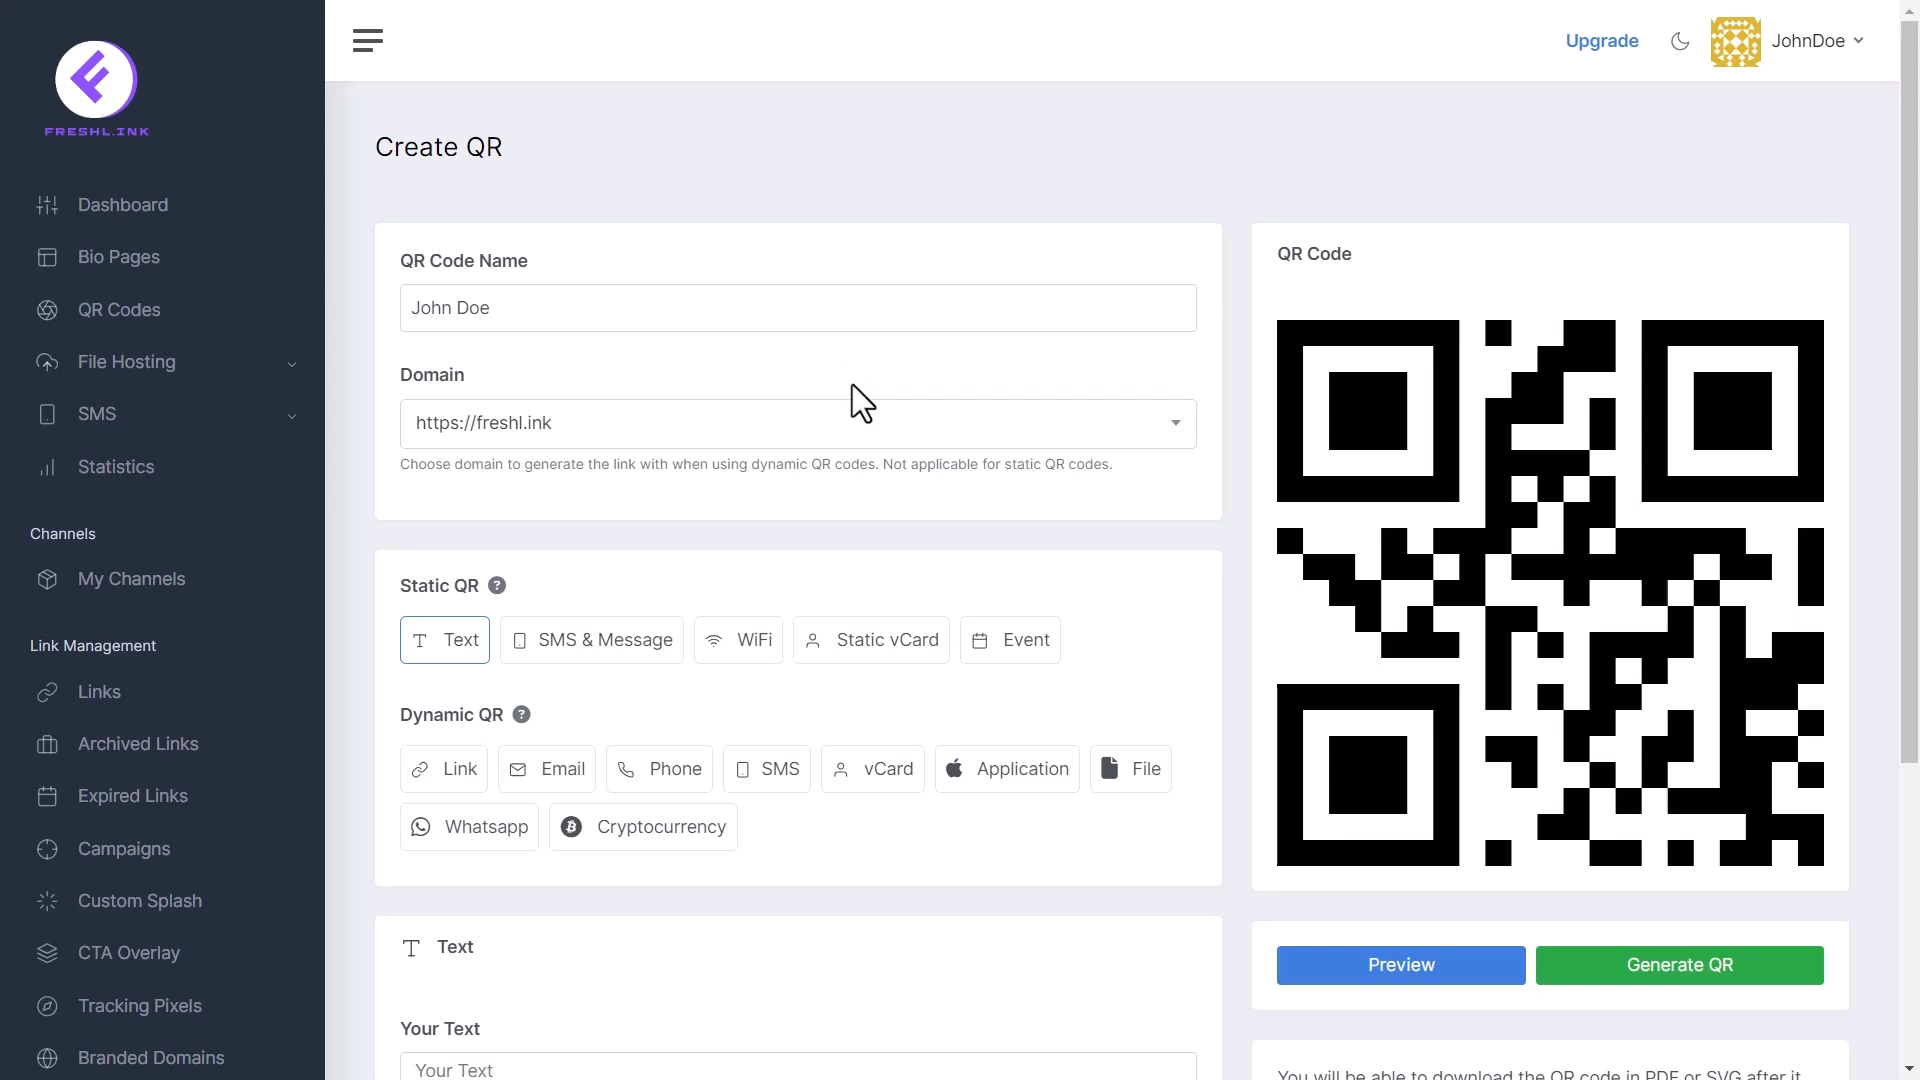 FRESHL.INK
Dashboard
Bio Pages
QR Codes
File Hosting
SMS
Statistics
Channels
My Channels
Link Management
Links
Archived Links
Expired Links
Campaigns
Custom Splash
CTA Overlay
Tracking Pixels
Branded Domains
Upgrade
JohnDoe
Create QR
QR Code Name
John Doe
Domain
https://freshl.ink
Choose domain to generate the link with when using dynamic QR codes. Not applicable for static QR codes.
Static QR ?
Text SMS & Message WiFi Static vCard Event
Dynamic QR ?
Link Email Phone SMS vCard Application File
Whatsapp Cryptocurrency
Text
Your Text
Your Text
QR Code
Preview Generate QR
You will be able to download the QR code in PDF or SVG after it